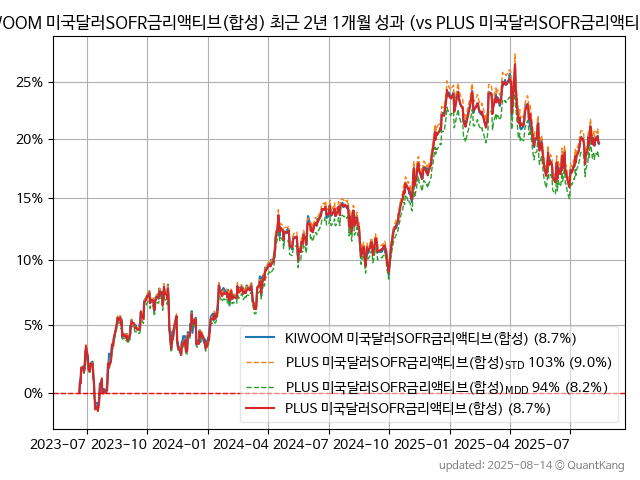 WOOM 미국달러SOFR금리액티브(합성) 최근 2년 1개월 성과 (vs PLUS 미국달러SOFR금리액티
25%
20%
15%
10%
5%
0%
KIWOOM 미국달러SOFR금리액티브(합성) (8.7%)
PLUS 미국달러SOFR금리액티브(합성)STD 103% (9.0%)
PLUS 미국달러SOFR금리액티브(합성)MDD 94% (8.2%)
PLUS 미국달러SOFR금리액티브(합성) (8.7%)
2023-07 2023-10 2024-01 2024-04 2024-07 2024-10 2025-01 2025-04 2025-07
updated: 2025-08-14 © QuantKang